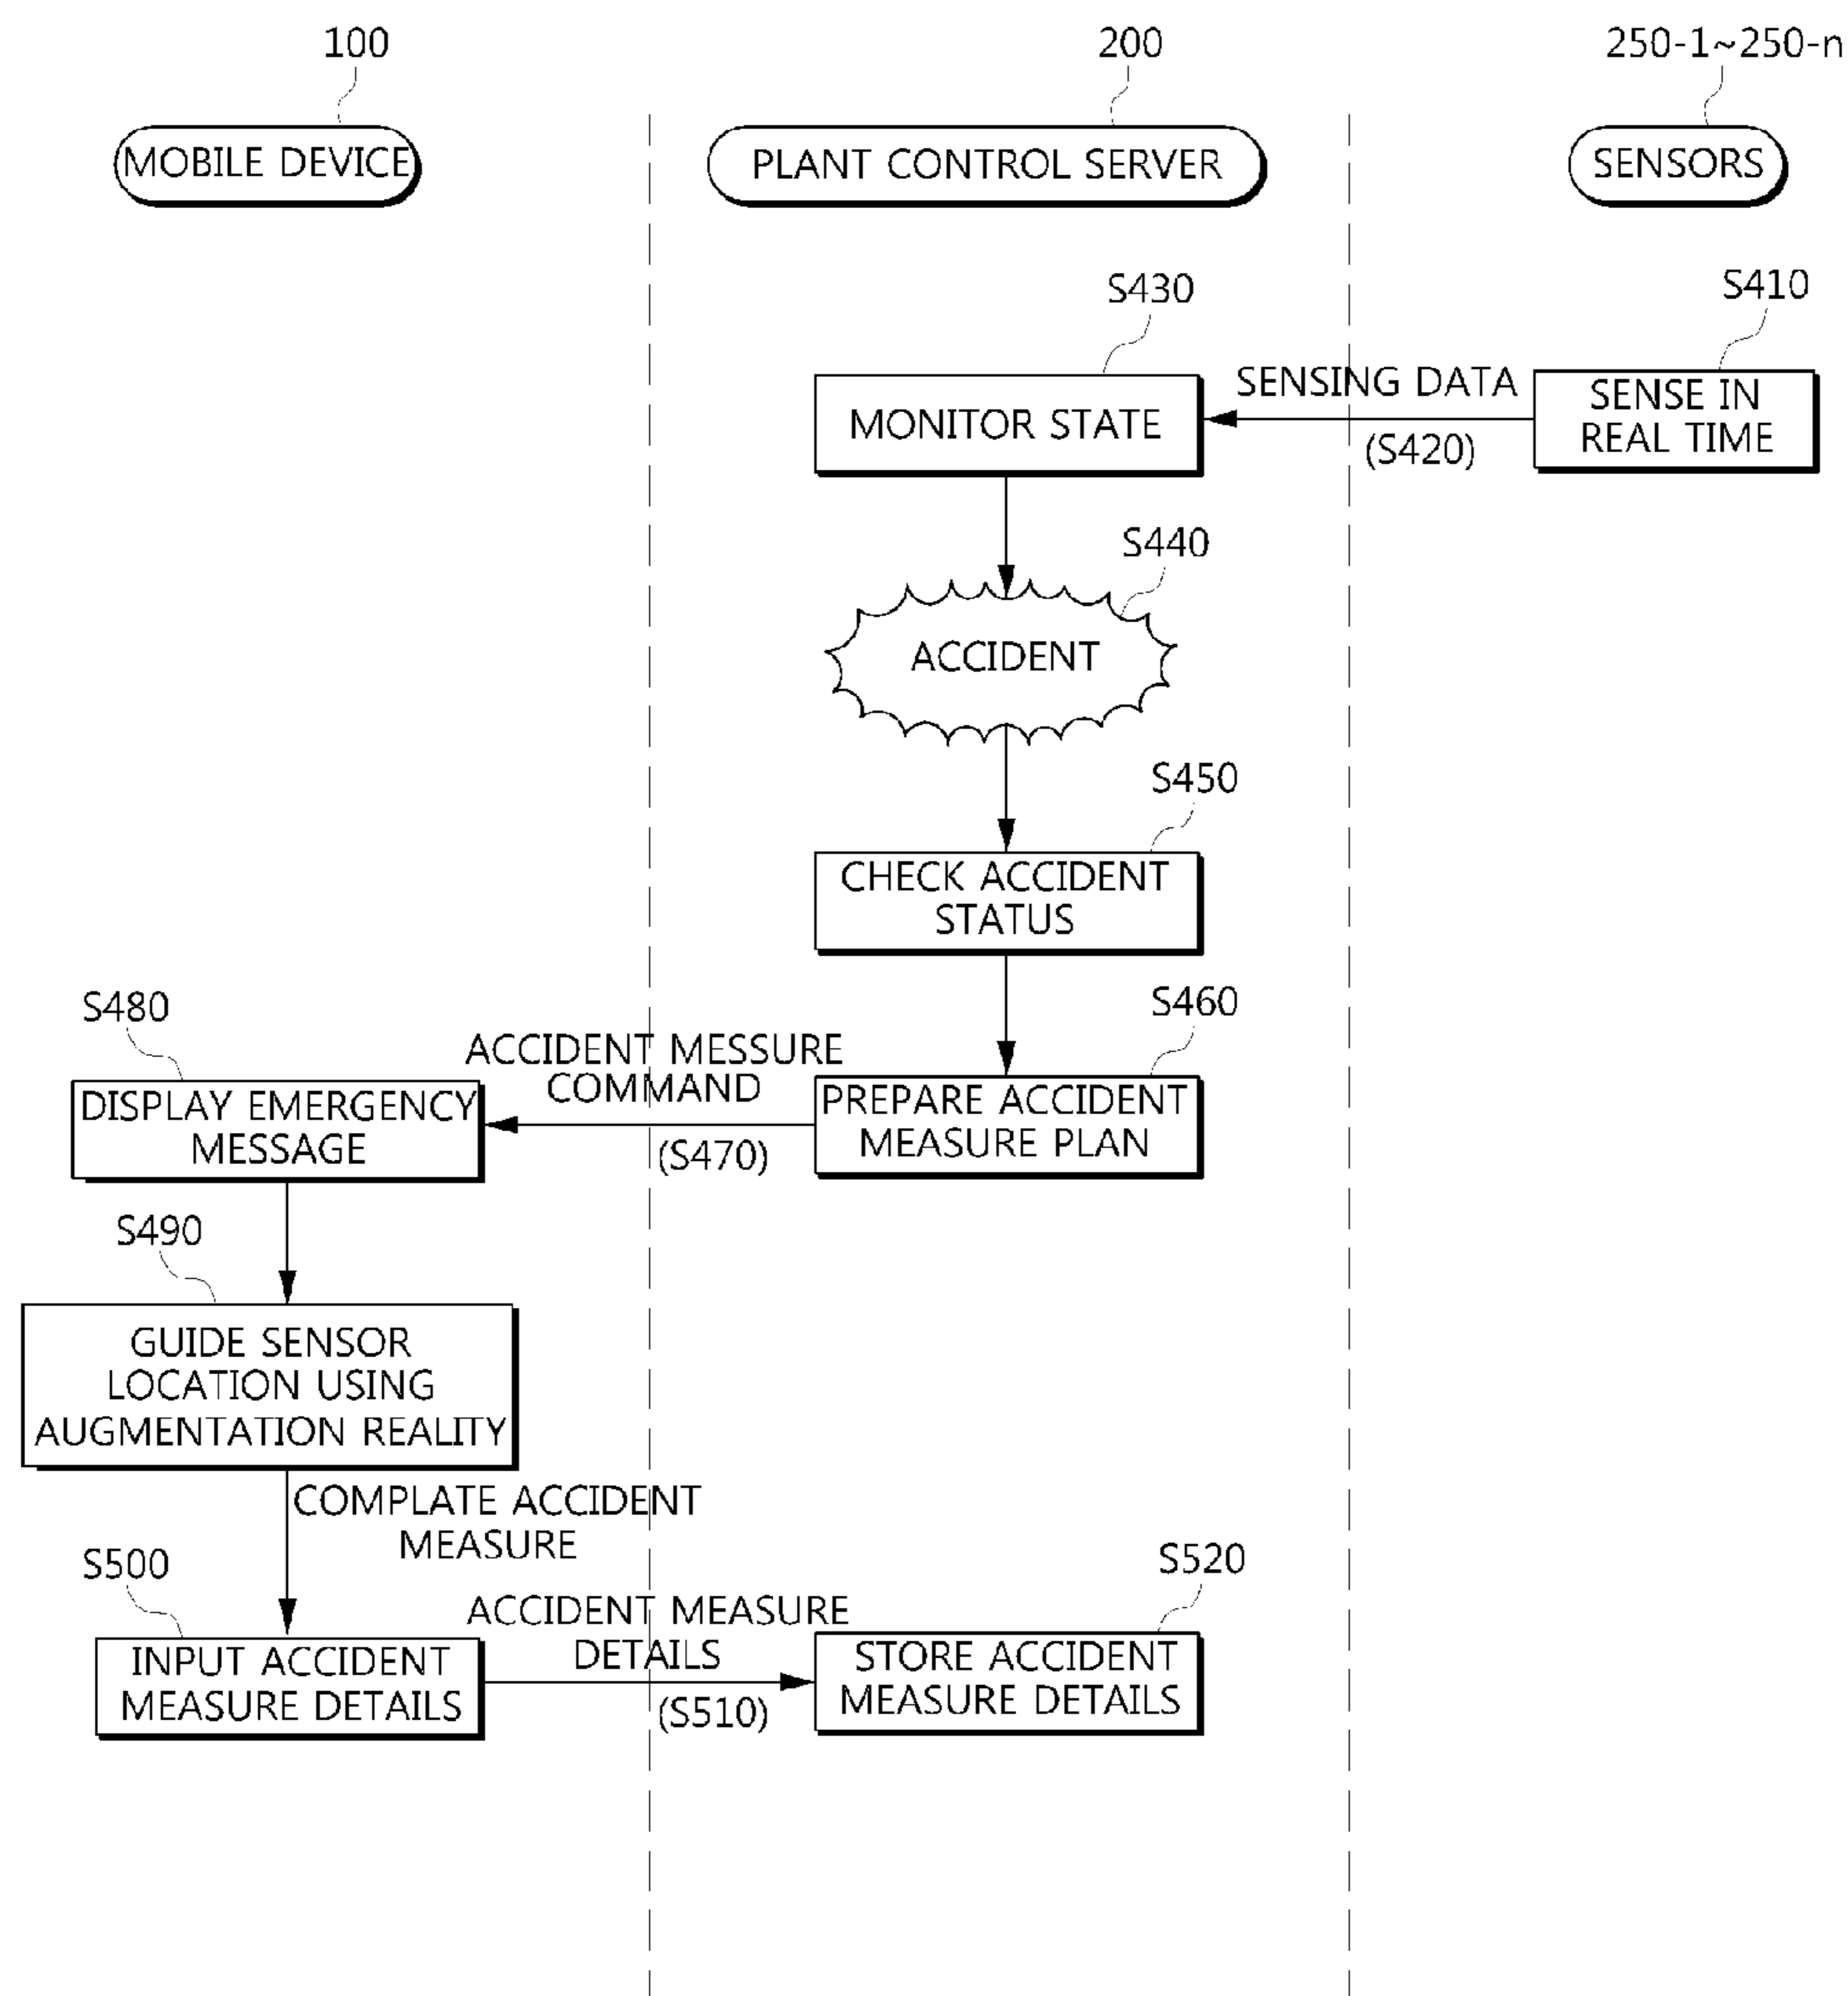 100
200
250-1~250-n
MOBILE DEVICE
PLANT CONTROL SERVER
SENSORS
S430
S410
MONITOR STATE
SENSING DATA
(S420)
SENSE IN
REAL TIME
S440
ACCIDENT
S450
CHECK ACCIDENT
STATUS
S480
S460
ACCIDENT MESSURE
COMMAND
(S470)
DISPLAY EMERGENCY
MESSAGE
PREPARE ACCIDENT
MEASURE PLAN
S490
GUIDE SENSOR
LOCATION USING
AUGMENTATION REALITY
COMPLATE ACCIDENT
MEASURE
S500
S520
ACCIDENT MEASURE
DETAILS
(S510)
INPUT ACCIDENT
MEASURE DETAILS
STORE ACCIDENT
MEASURE DETAILS